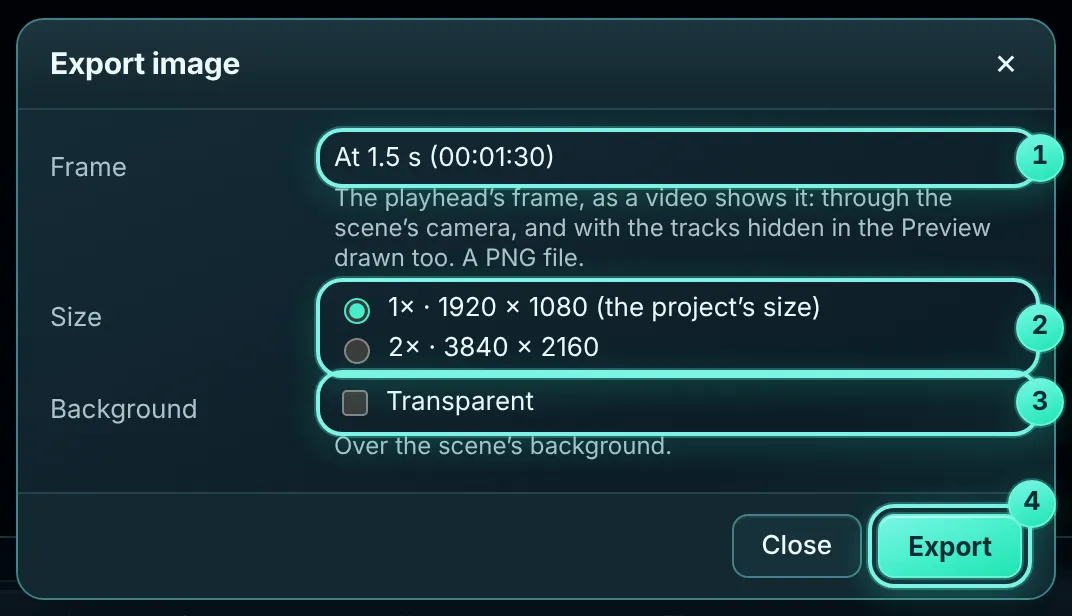 Export image
✕
Frame
At 1.5 s (00:01:30)
1
The playhead’s frame, as a video shows it: through the
scene’s camera, and with the tracks hidden in the Preview
drawn too. A PNG file.
Size
1× · 1920 × 1080 (the project’s size)
2
2× · 3840 × 2160
Background
Transparent
3
Over the scene’s background.
4
Close
Export